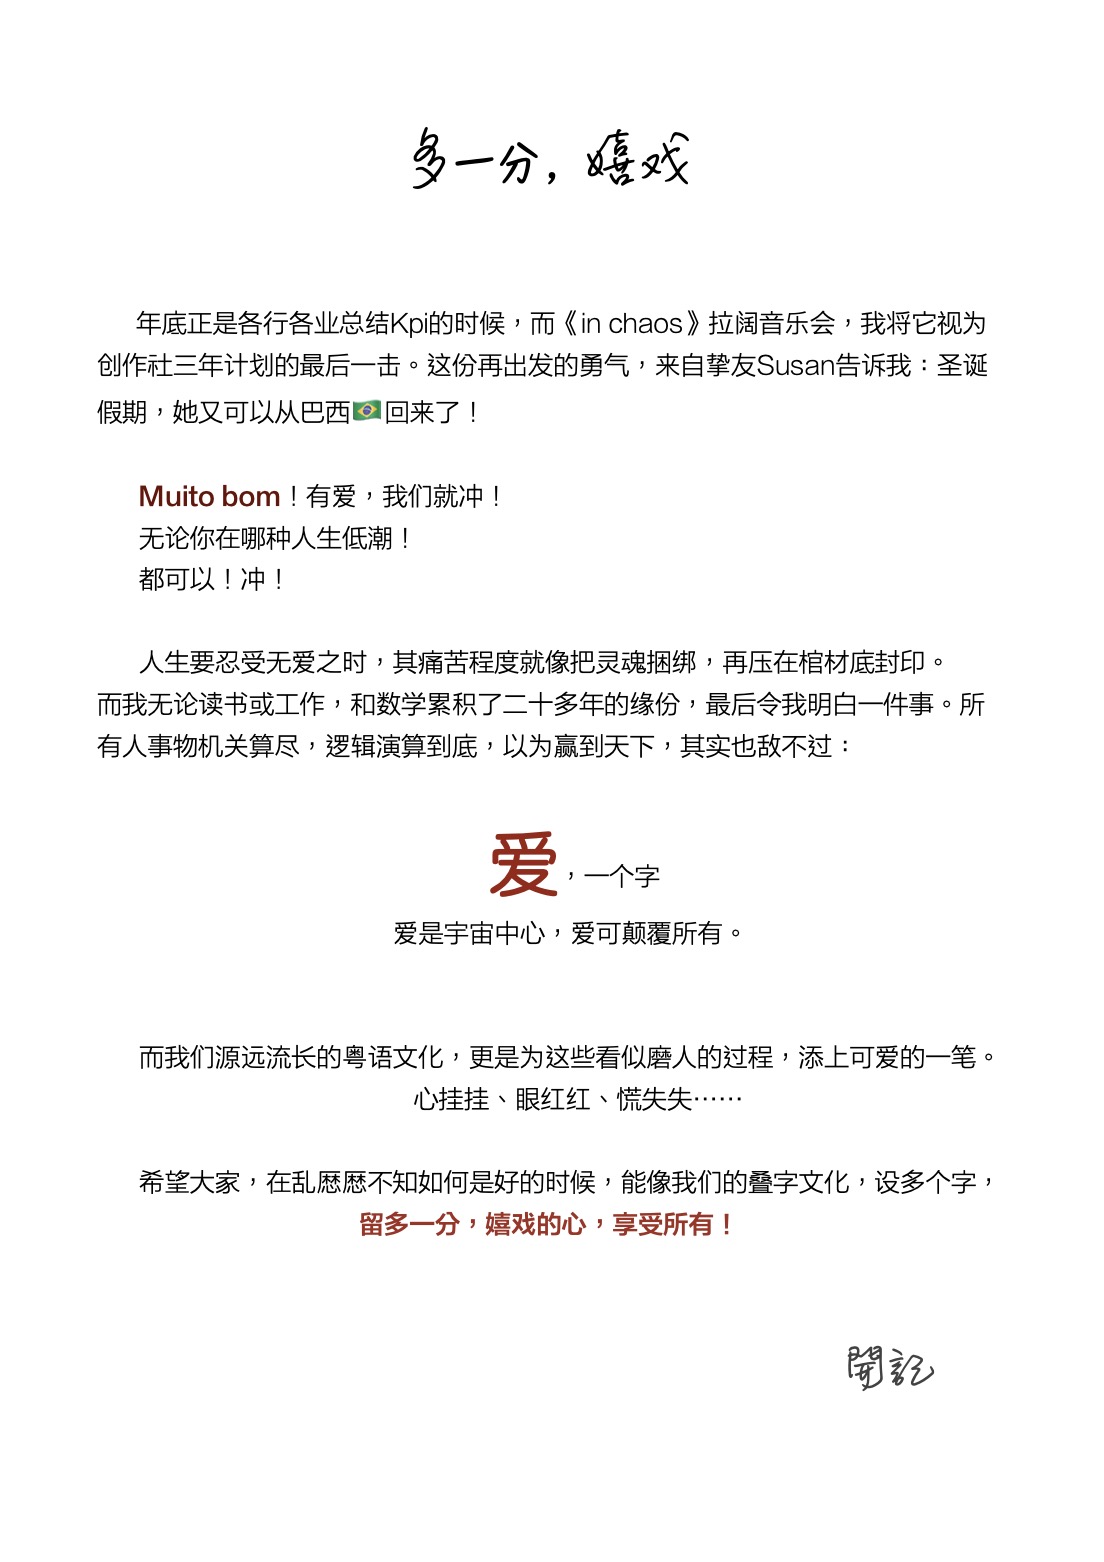 多一分，嬉戏
年底正是各行各业总结Kpi的时候，而《in chaos》拉阔音乐会，我将它视为
创作社三年计划的最后一击。这份再出发的勇气，来自挚友Susan告诉我：圣诞
假期，她又可以从巴西🇧🇷回来了！
Muito bom！有爱，我们就冲！
无论你在哪种人生低潮！
都可以！冲！
人生要忍受无爱之时，其痛苦程度就像把灵魂捆绑，再压在棺材底封印。
而我无论读书或工作，和数学累积了二十多年的缘份，最后令我明白一件事。所
有人事物机关算尽，逻辑演算到底，以为赢到天下，其实也敌不过：
爱，一个字
爱是宇宙中心，爱可颠覆所有。
而我们源远流长的粤语文化，更是为这些看似磨人的过程，添上可爱的一笔。
心挂挂、眼红红、慌失失……
希望大家，在乱厯厯不知如何是好的时候，能像我们的叠字文化，设多个字，
留多一分，嬉戏的心，享受所有！
開記